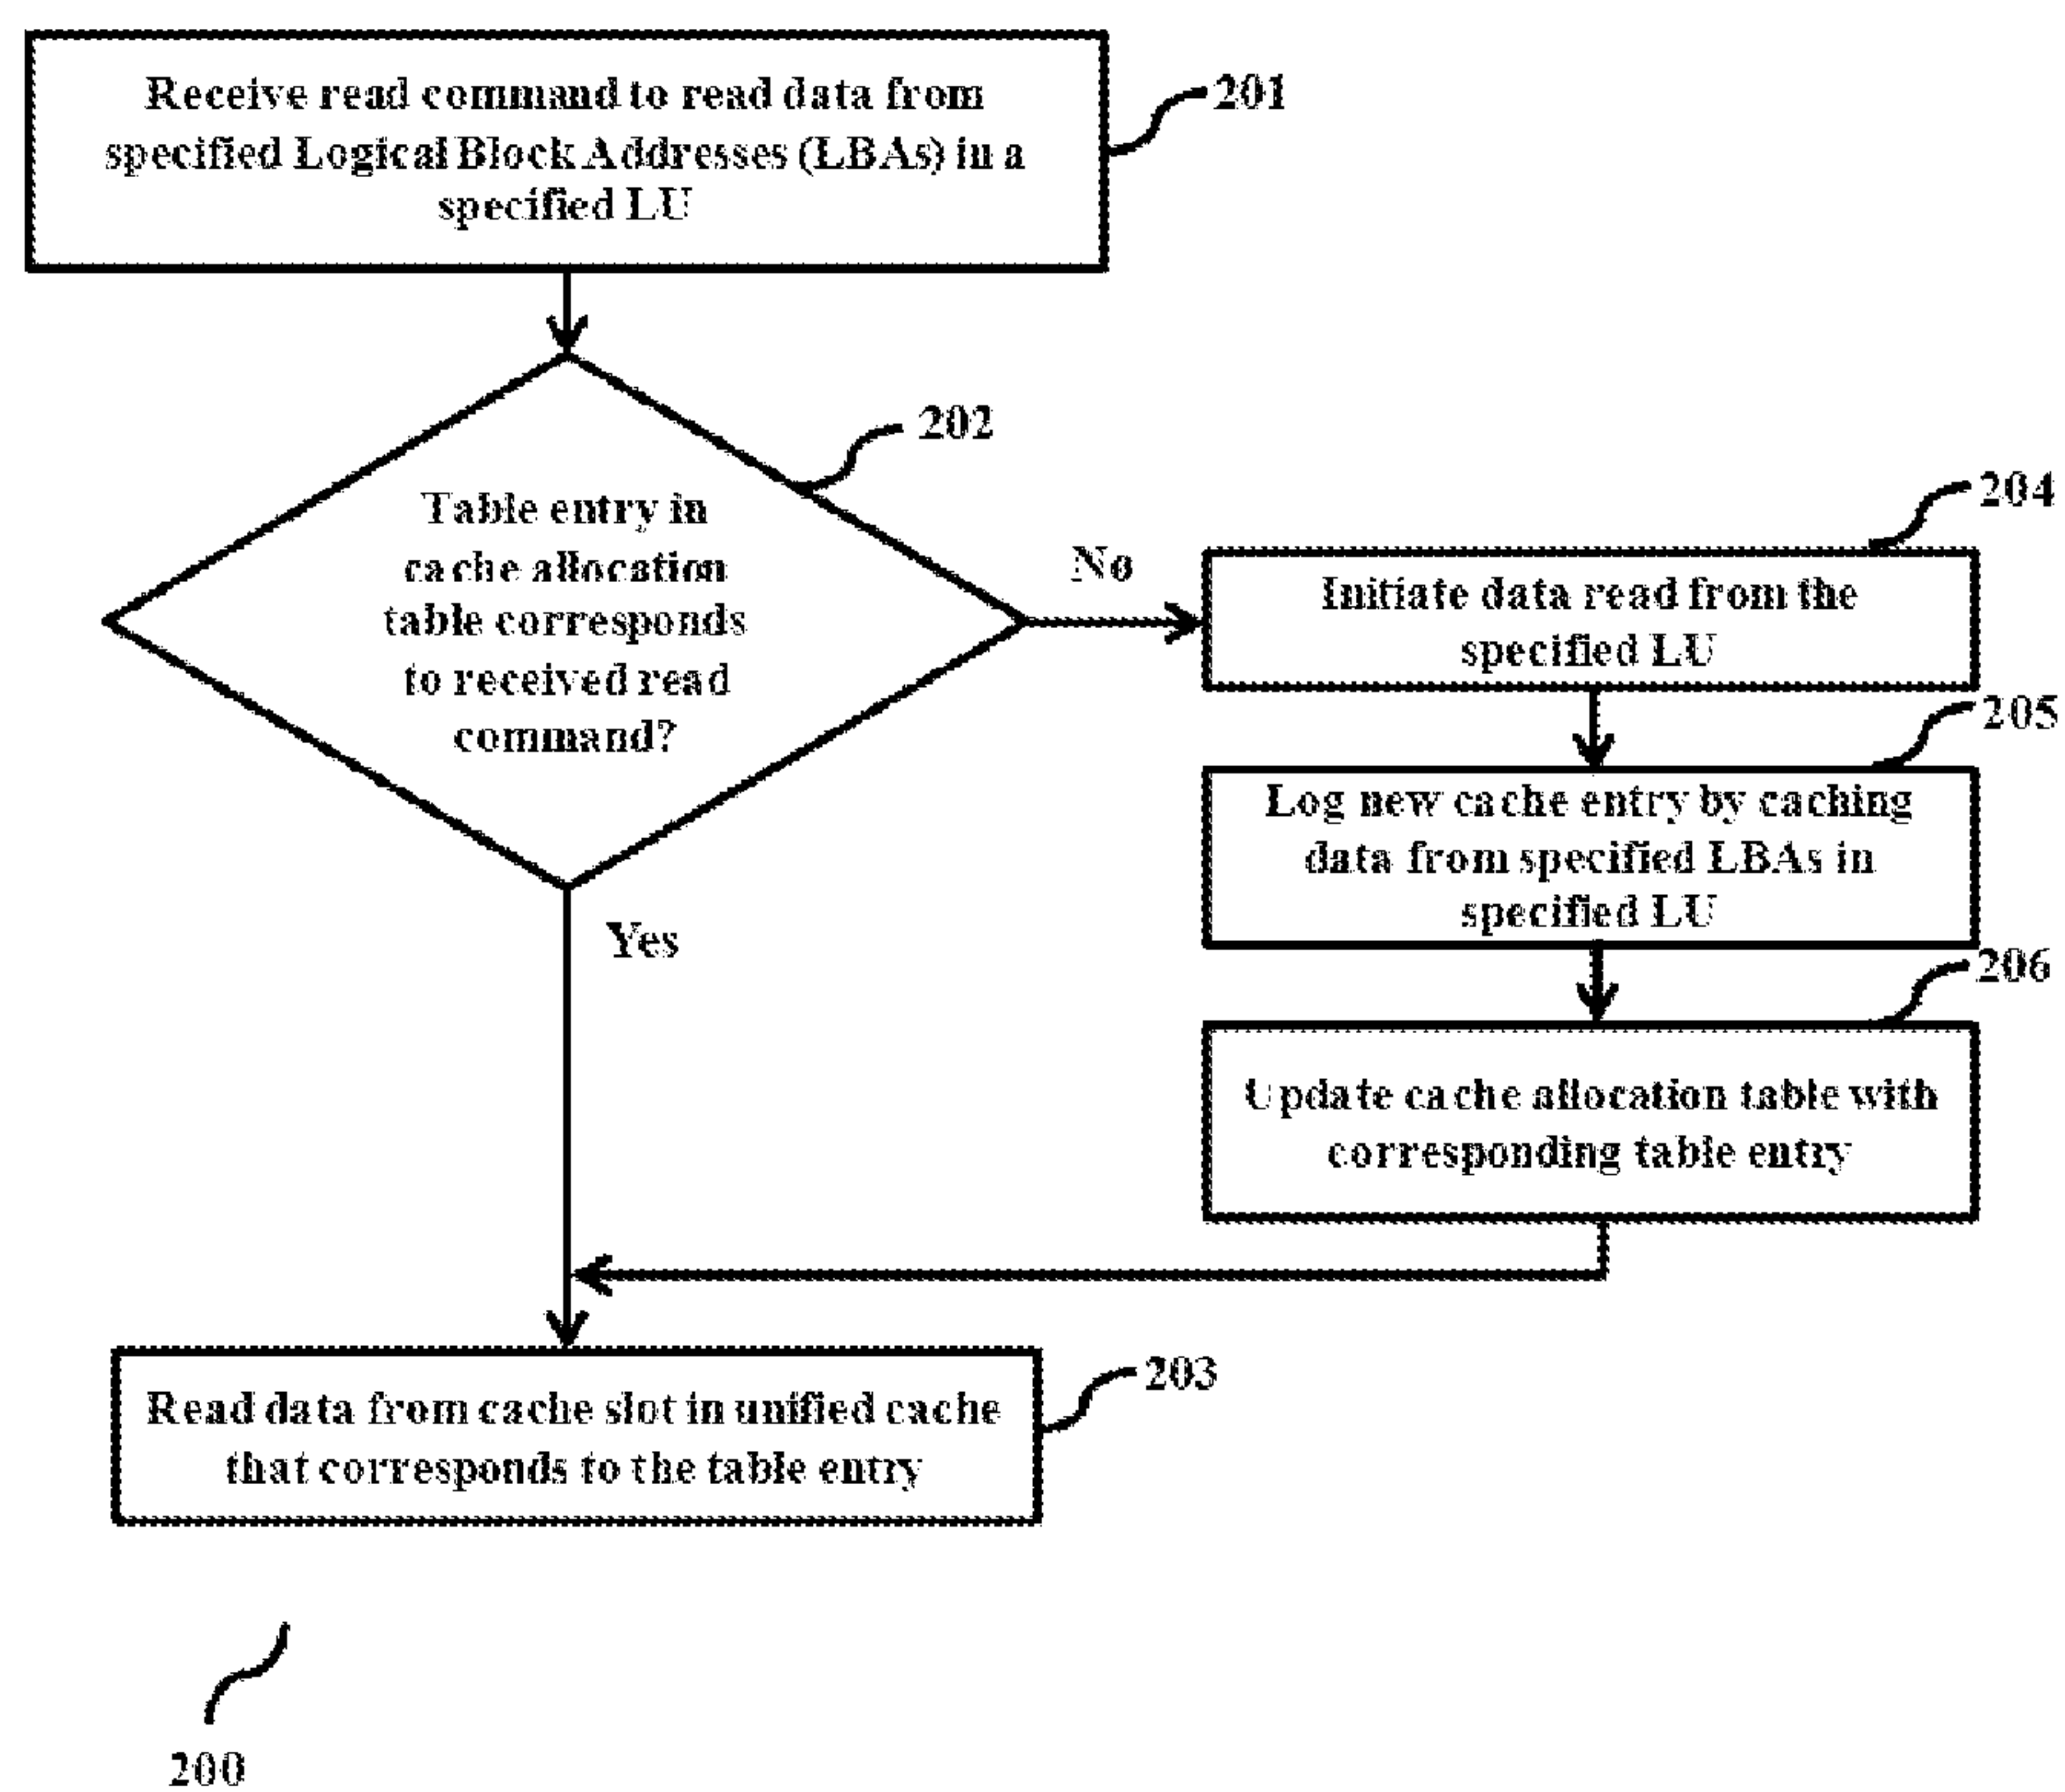 Receive read command to read data from
specified Logical Block Addresses (LBAs) in a
specified LU
201
202
Table entry in
cache allocation
table corresponds
to received read
command?
No
Yes
204
Initiate data read from the
specified LU
205
Log new cache entry by caching
data from specified LBAs in
specified LU
206
Update cache allocation table with
corresponding table entry
203
Read data from cache slot in unified cache
that corresponds to the table entry
200